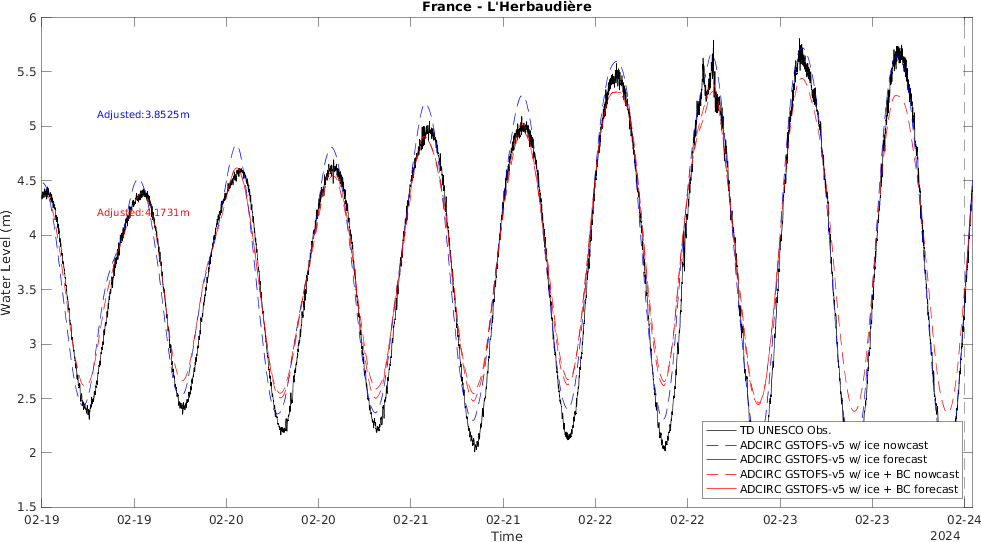 France - L'Herbaudière
6
5.5
5
4.5
4
3.5
3
2.5
2
1.5
Water Level (m)
Adjusted:3.8525m
Adjusted:4.1731m
TD UNESCO Obs.
ADCIRC GSTOFS-v5 w/ ice nowcast
ADCIRC GSTOFS-v5 w/ ice forecast
ADCIRC GSTOFS-v5 w/ ice + BC nowcast
ADCIRC GSTOFS-v5 w/ ice + BC forecast
02-19 02-19 02-20 02-20 02-21 02-21 02-22 02-22 02-23 02-23 02-24
Time
2024